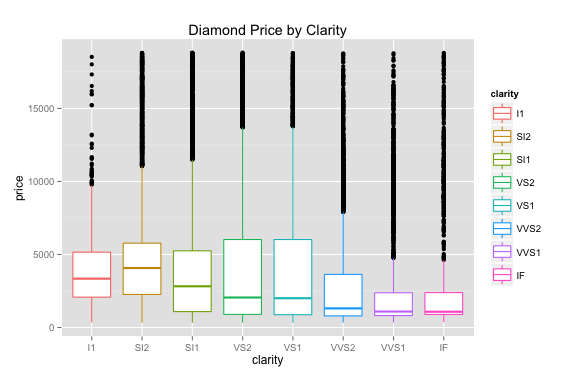 Diamond Price by Clarity
price
15000
10000
5000
0
I1 SI2 SI1 VS2 VS1 VVS2 VVS1 IF
clarity
clarity
I1
SI2
SI1
VS2
VS1
VVS2
VVS1
IF